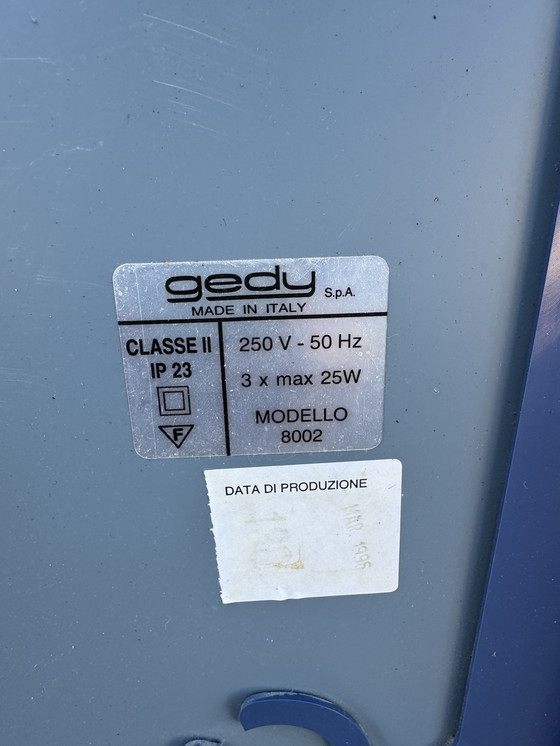 gedy S.p.A.
MADE IN ITALY
CLASSE II
IP 23
F
250 V - 50 Hz
3 x max 25W
MODELLO
8002
DATA DI PRODUZIONE